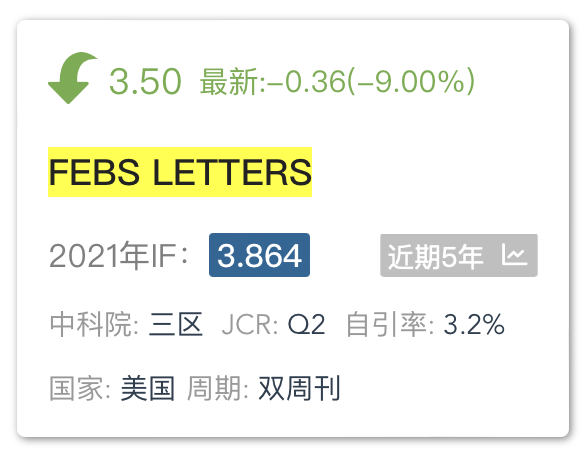 3.50 最新:-0.36(-9.00%)
FEBS LETTERS
2021年IF： 3.864 近期5年
中科院: 三区 JCR: Q2 自引率: 3.2%
国家: 美国 周期: 双周刊